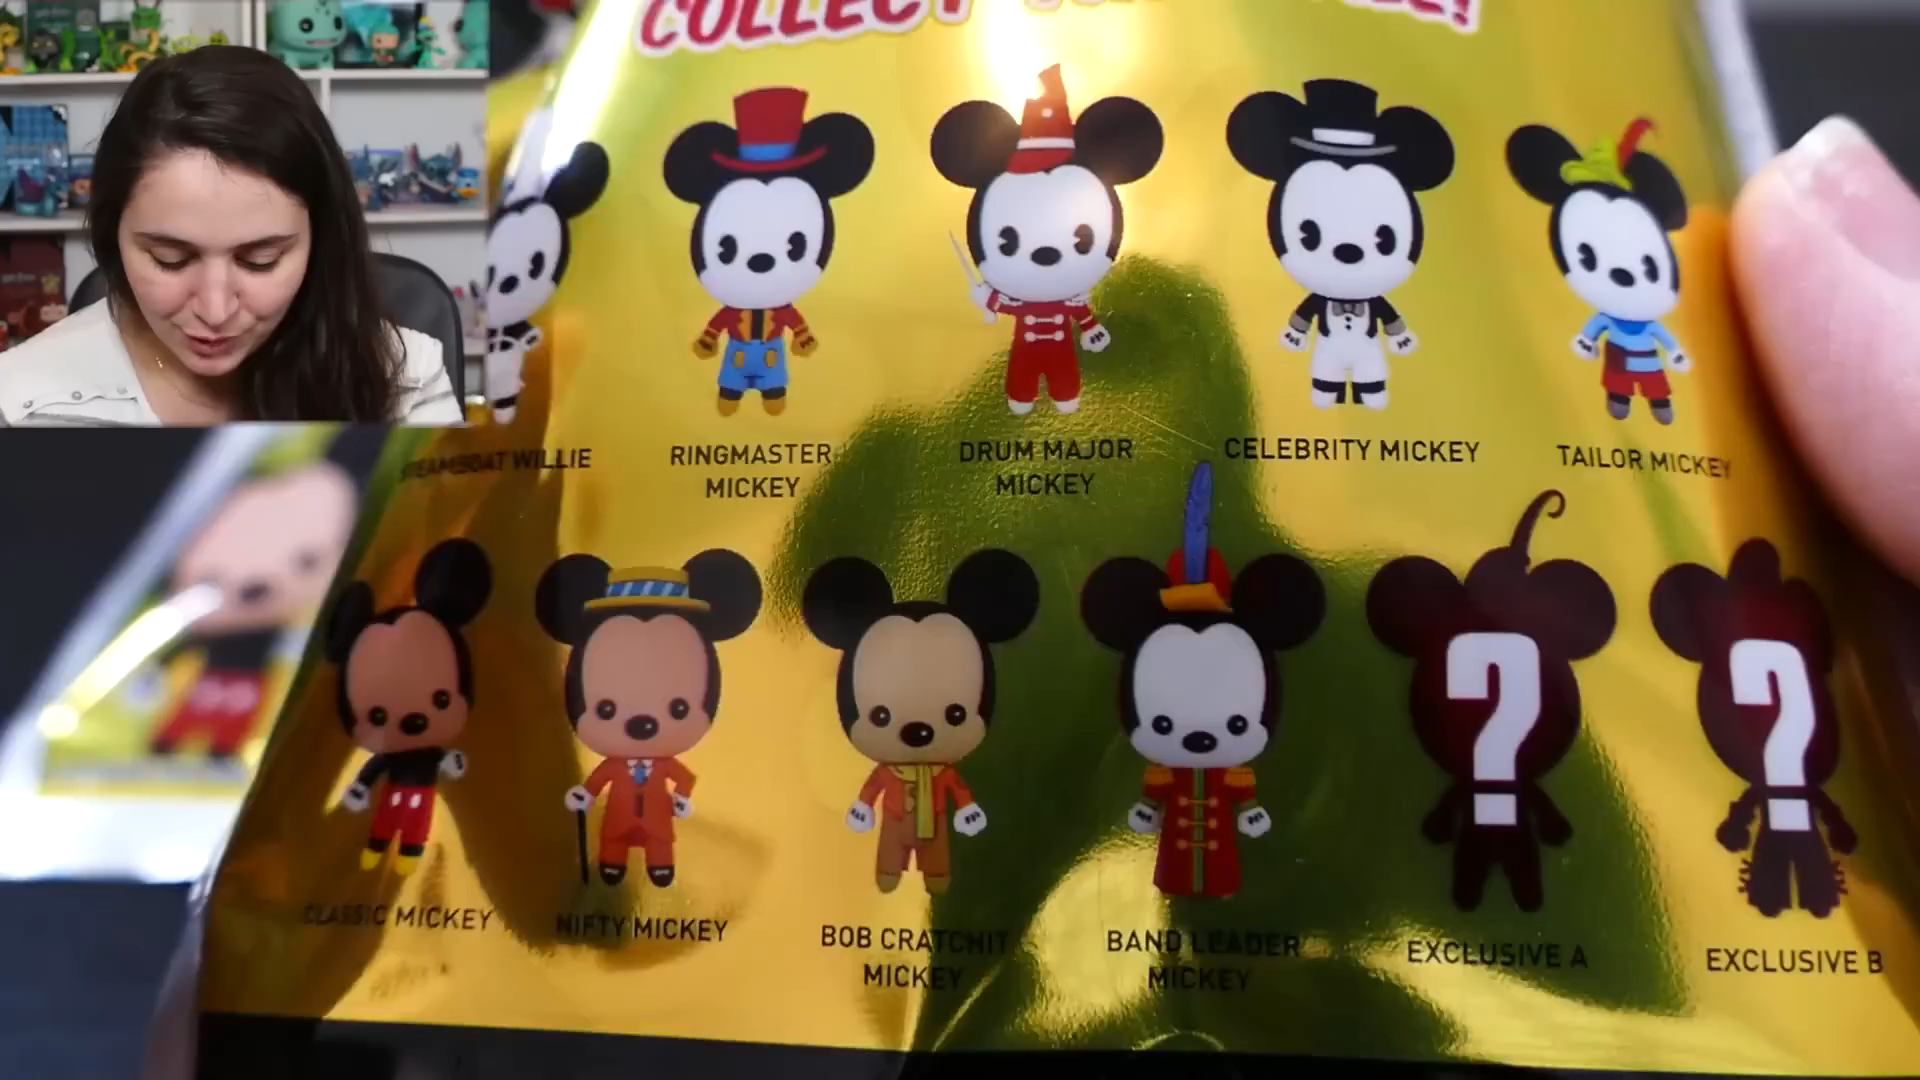 COLLECT
STEAMBOAT WILLIE
RINGMASTER
MICKEY
DRUM MAJOR
MICKEY
CELEBRITY MICKEY
TAILOR MICKEY
? ?
CLASSIC MICKEY
NIFTY MICKEY
BOB CRATCHIT
MICKEY
BAND LEADER
MICKEY
EXCLUSIVE A
EXCLUSIVE B